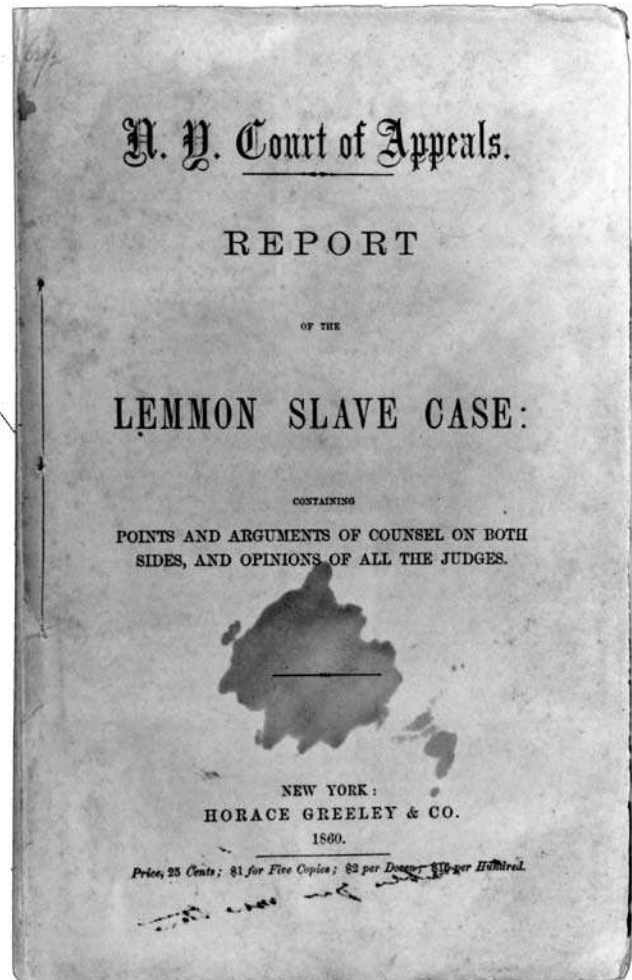 N. Y. Court of Appeals.
REPORT
OF THE
LEMMON SLAVE CASE:
CONTAINING
POINTS AND ARGUMENTS OF COUNSEL ON BOTH
SIDES, AND OPINIONS OF ALL THE JUDGES.
NEW YORK:
HORACE GREELEY & CO.
1860.
Price, 25 Cents; $1 for Five Copies; $2 per Dozen; $15 per Hundred.